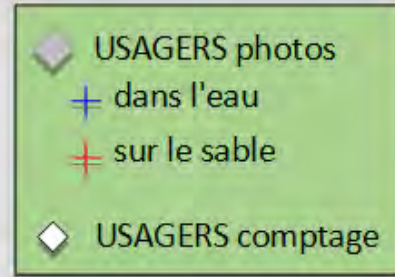 USAGERS photos
dans l'eau
sur le sable
USAGERS comptage